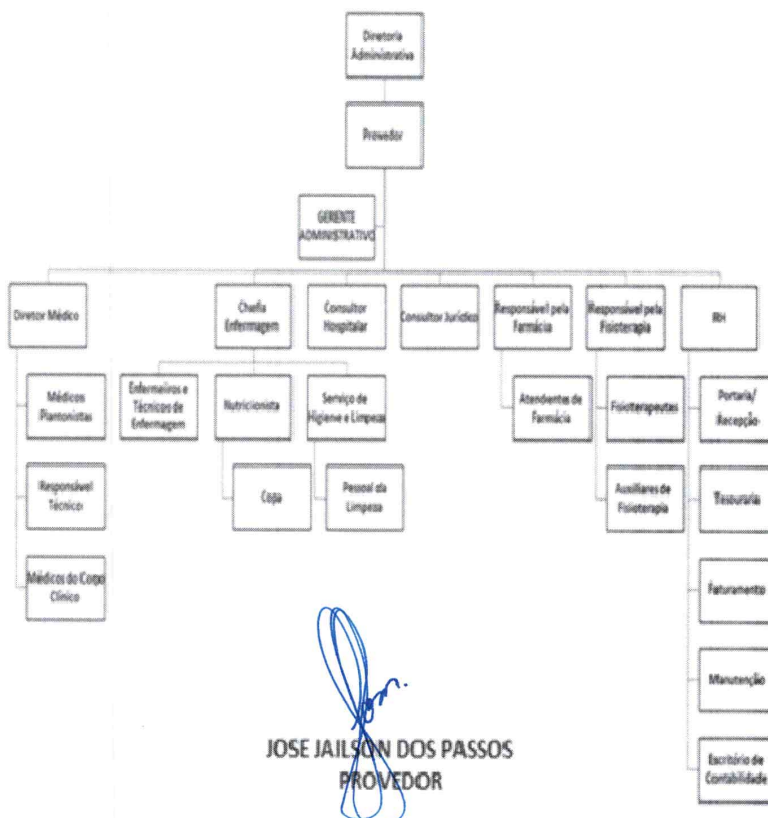 Diretoria
Administrativa
Provedor
GERENTE
ADMINISTRATIVO
Diretor Médico
Chefia
Enfermagem
Consultor
Hospitalar
Consultor Jurídico
Responsável pela
Farmácia
Responsável pela
Fisioterapia
RH
Médicos
Plantonistas
Enfermeiros e
Técnicos de
Enfermagem
Nutricionista
Serviço de
Higiene e Limpeza
Atendentes de
Farmácia
Fisioterapeutas
Portaria/
Recepção
Responsável
Técnico
Copa
Pessoal da
Limpeza
Auxiliares de
Fisioterapia
Tesouraria
Médicos do Corpo
Clínico
Faturamento
Manutenção
Escritório de
Contabilidade
JOSE JAILSON DOS PASSOS
PROVEDOR